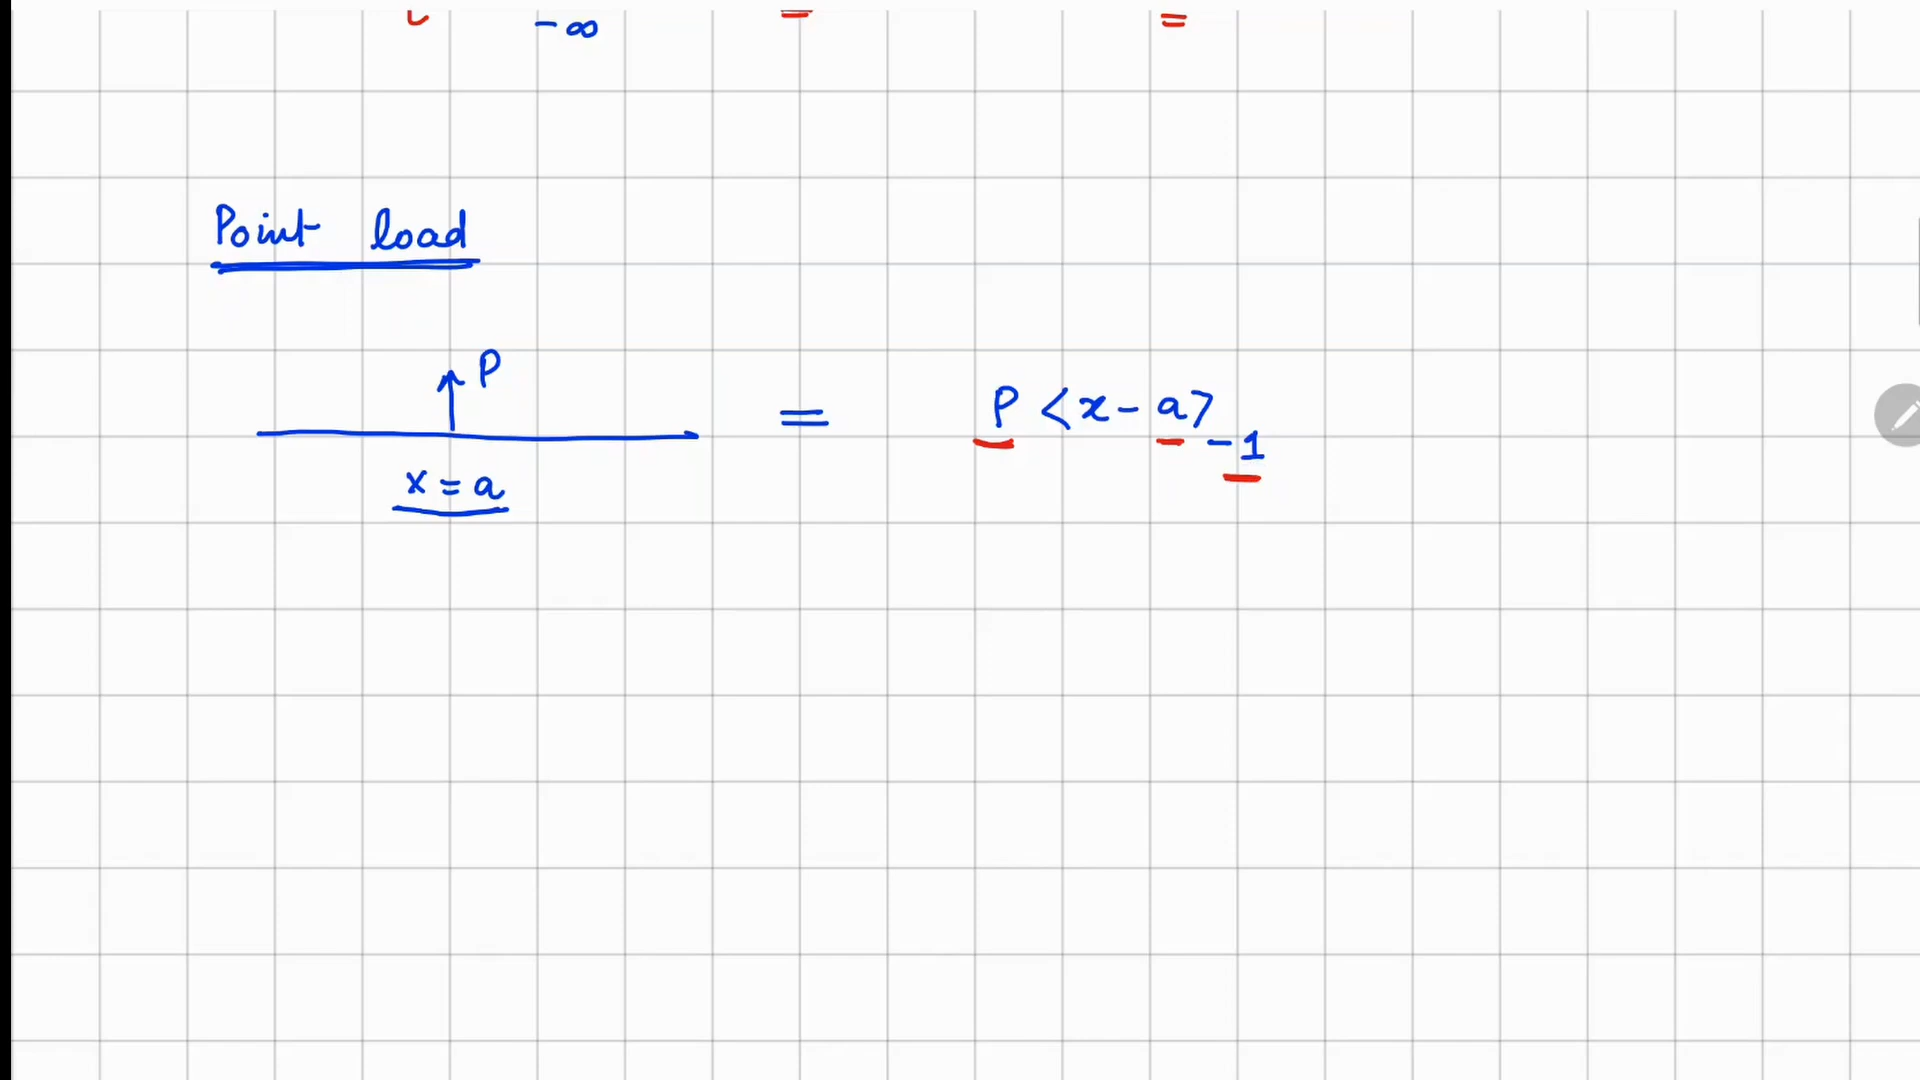 -∞
Point load
P
= P <x - a>₋₁
x = a